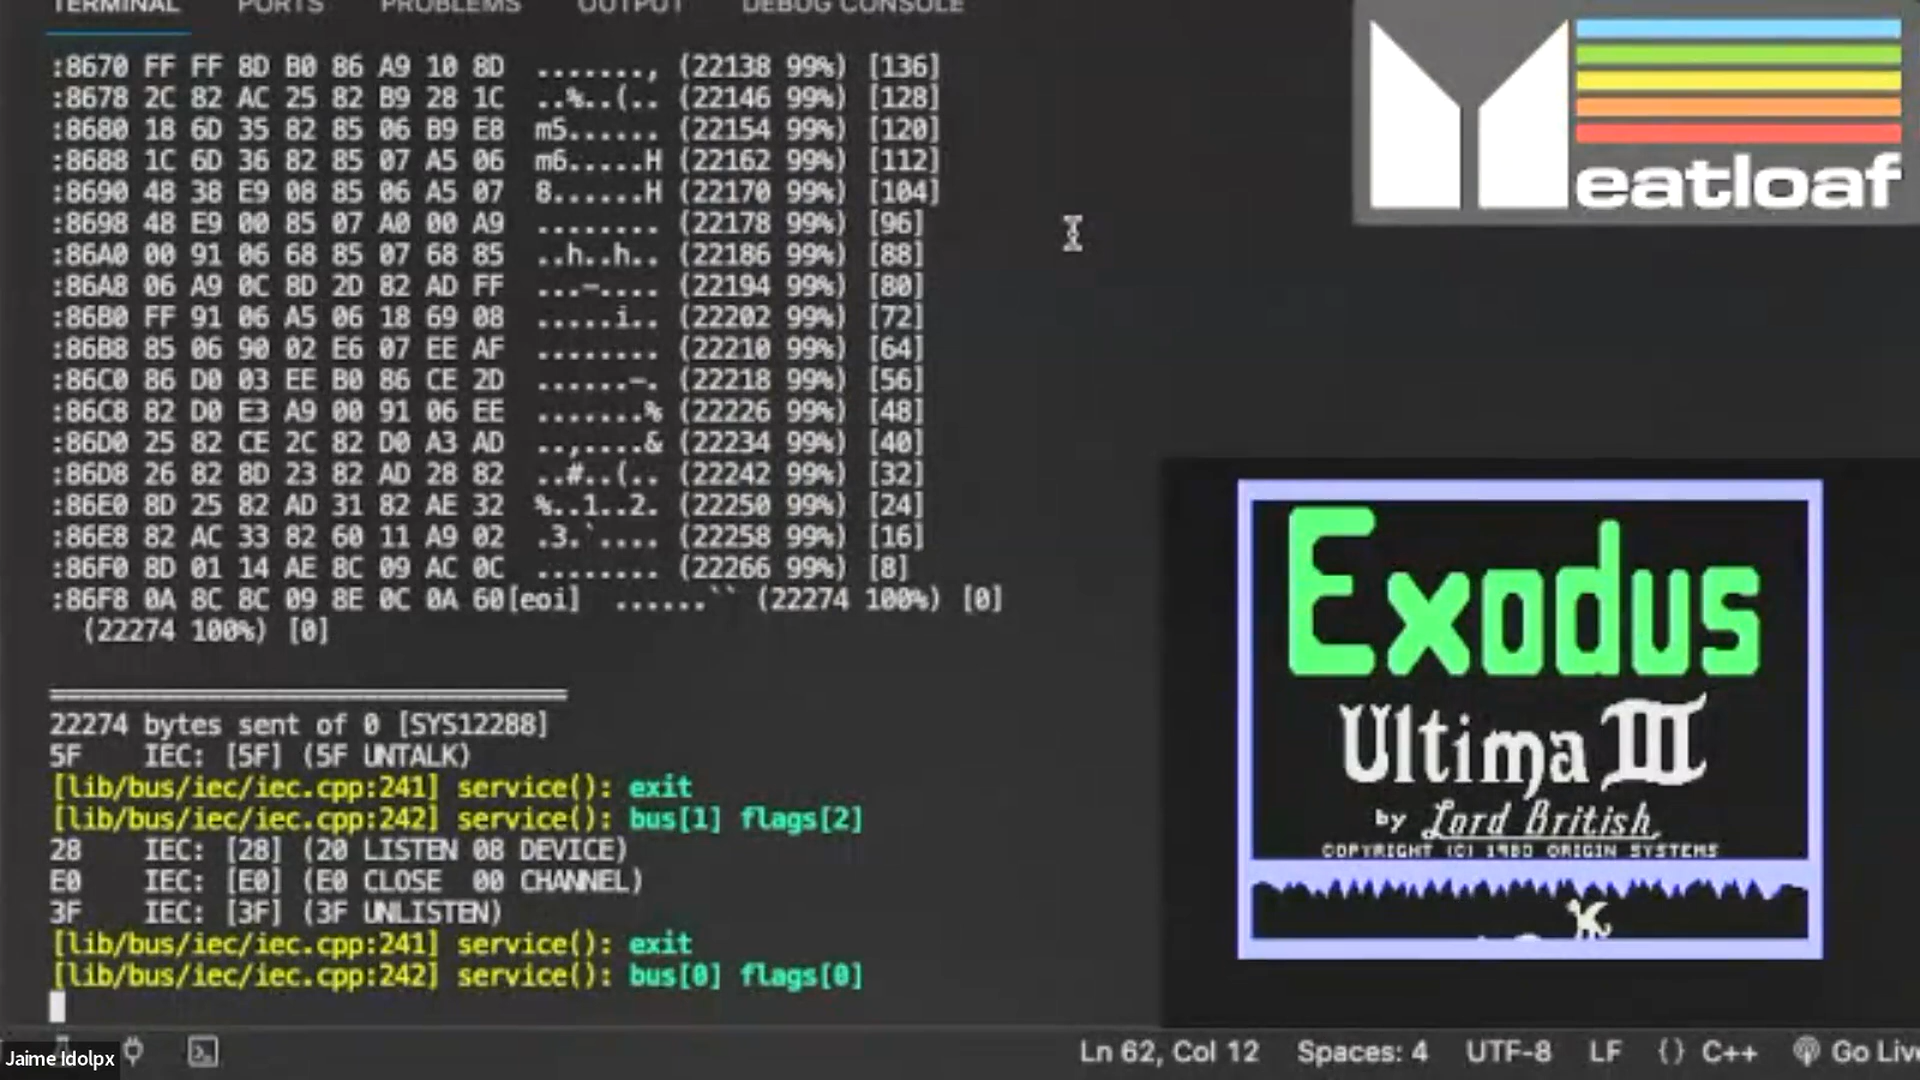 TERMINAL PORTS PROBLEMS OUTPUT DEBUG CONSOLE
:8670 FF FF 8D B0 86 A9 10 8D ......., (22138 99%) [136]
:8678 2C 82 AC 25 82 B9 28 1C ..%..(.. (22146 99%) [128]
:8680 18 6D 35 82 85 06 B9 E8 m5...... (22154 99%) [120]
:8688 1C 6D 36 82 85 07 A5 06 m6.....H (22162 99%) [112]
:8690 48 38 E9 08 85 06 A5 07 8......H (22170 99%) [104]
:8698 48 E9 00 85 07 A0 00 A9 ........ (22178 99%) [96]
:86A0 00 91 06 68 85 07 68 85 ..h..h.. (22186 99%) [88]
:86A8 06 A9 0C 8D 2D 82 AD FF ...-.... (22194 99%) [80]
:86B0 FF 91 06 A5 06 18 69 08 .....i.. (22202 99%) [72]
:86B8 85 06 90 02 E6 07 EE AF ........ (22210 99%) [64]
:86C0 86 D0 03 EE B0 86 CE 2D ......-. (22218 99%) [56]
:86C8 82 D0 E3 A9 00 91 06 EE .......% (22226 99%) [48]
:86D0 25 82 CE 2C 82 D0 A3 AD ..,....& (22234 99%) [40]
:86D8 26 82 8D 23 82 AD 28 82 ..#..(.. (22242 99%) [32]
:86E0 8D 25 82 AD 31 82 AE 32 %..1..2. (22250 99%) [24]
:86E8 82 AC 33 82 60 11 A9 02 .3.`.... (22258 99%) [16]
:86F0 8D 01 14 AE 8C 09 AC 0C ........ (22266 99%) [8]
:86F8 0A 8C 8C 09 8E 0C 0A 60[eoi] ......`` (22274 100%) [0]
(22274 100%) [0]
==================================
22274 bytes sent of 0 [SYS12288]
5F IEC: [5F] (5F UNTALK)
[lib/bus/iec/iec.cpp:241] service(): exit
[lib/bus/iec/iec.cpp:242] service(): bus[1] flags[2]
28 IEC: [28] (20 LISTEN 08 DEVICE)
E0 IEC: [E0] (E0 CLOSE 00 CHANNEL)
3F IEC: [3F] (3F UNLISTEN)
[lib/bus/iec/iec.cpp:241] service(): exit
[lib/bus/iec/iec.cpp:242] service(): bus[0] flags[0]
Meatloaf
Exodus
Ultima III
by Lord British
COPYRIGHT (C) 1980 ORIGIN SYSTEMS
Jaime Idolpx
Ln 62, Col 12 Spaces: 4 UTF-8 LF {} C++ Go Live